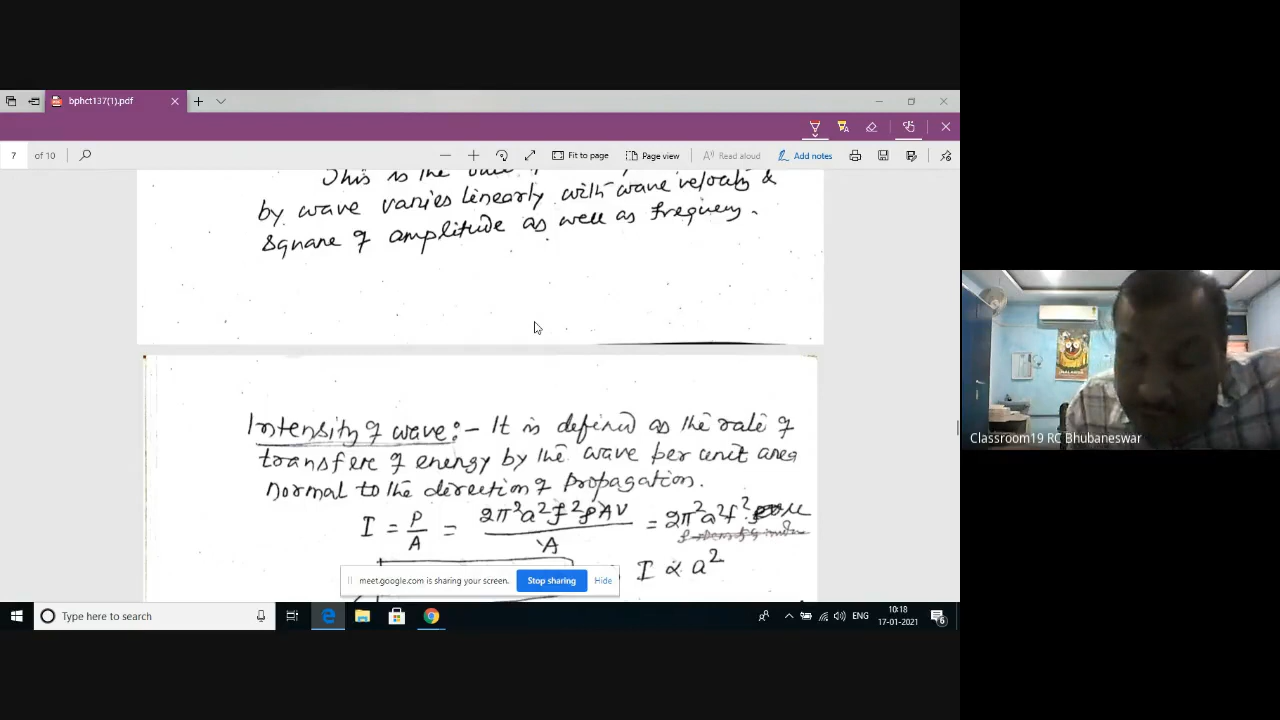 bphct137(1).pdf
7 of 10
Fit to page
Page view
Read aloud
Add notes
This is the
by wave varies linearly with wave velocity &
square of amplitude as well as frequency.
Intensity of wave:- It is defined as the rate of
transfer of energy by the wave per unit area
normal to the direction of propagation.
I = P/A = 2π²a²f²ρAV/A = 2π²a²f²
I ∝ a²
meet.google.com is sharing your screen.
Stop sharing
Hide
Type here to search
ENG
10:18
17-01-2021
6
Classroom19 RC Bhubaneswar